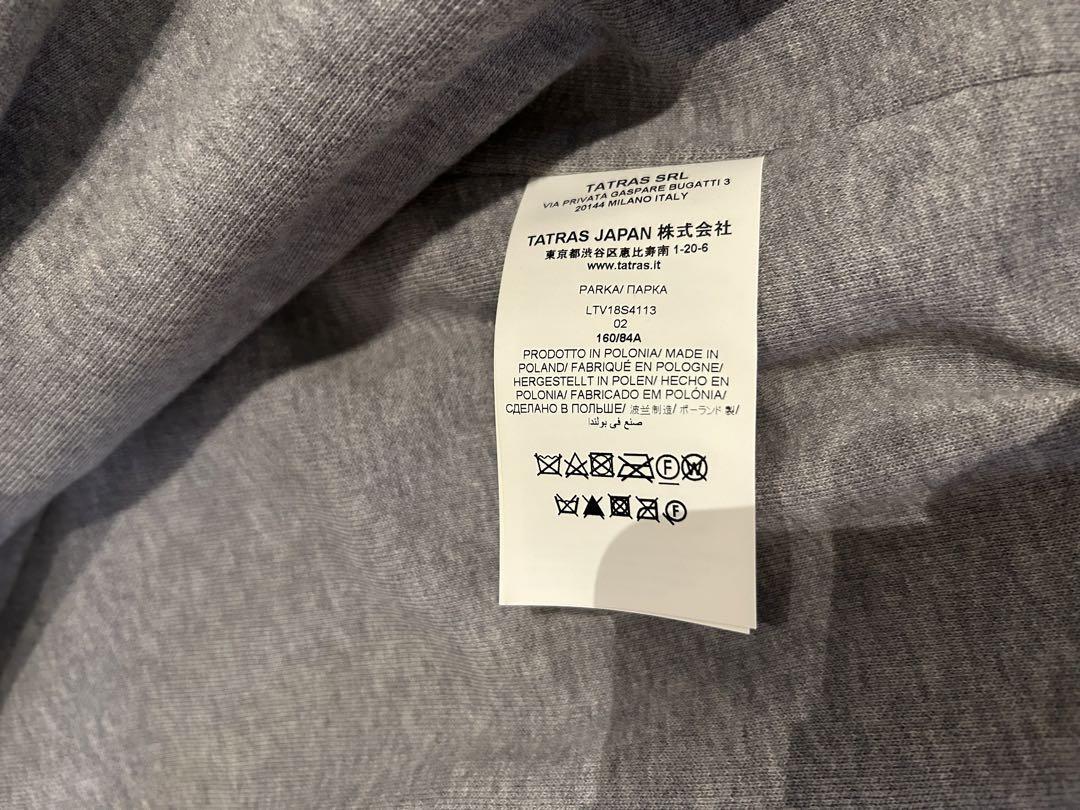 TATRAS SRL
VIA PRIVATA GASPARE BUGATTI 3
20144 MILANO ITALY
TATRAS JAPAN 株式会社
東京都渋谷区恵比寿南 1-20-6
www.tatras.it
PARKA/ ПАРКА
LTV18S4113
02
160/84A
PRODOTTO IN POLONIA/ MADE IN
POLAND/ FABRIQUÉ EN POLOGNE/
HERGESTELLT IN POLEN/ HECHO EN
POLONIA/ FABRICADO EM POLÓNIA/
СДЕЛАНО В ПОЛЬШЕ/ 波兰制造/ ポーランド製/
صنع في بولندا
F W
F